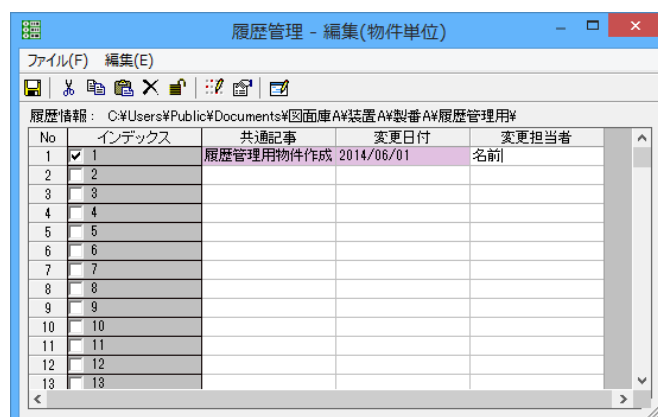 履歴管理 - 編集(物件単位)
ファイル(F) 編集(E)
履歴情報： C:¥Users¥Public¥Documents¥図面庫A¥装置A¥製番A¥履歴管理用¥
No インデックス 共通記事 変更日付 変更担当者
1 1 履歴管理用物件作成 2014/06/01 名前
2 2
3 3
4 4
5 5
6 6
7 7
8 8
9 9
10 10
11 11
12 12
13 13